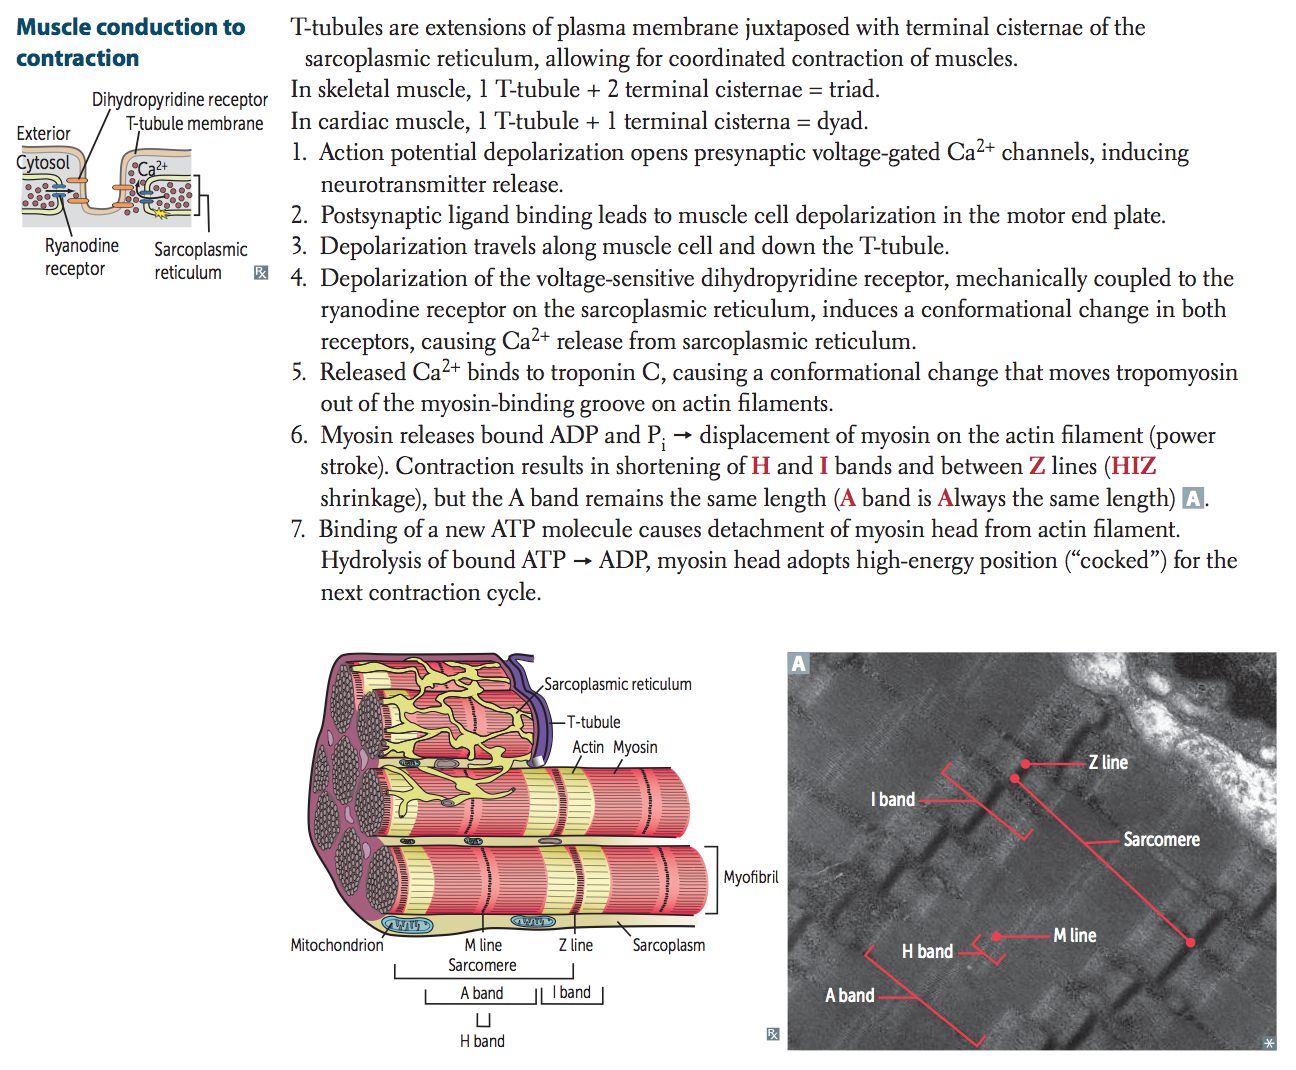 Muscle conduction to
contraction
Dihydropyridine receptor
T-tubule membrane
Exterior
Cytosol
Ca2+
Ryanodine
receptor
Sarcoplasmic
reticulum
Rx
T-tubules are extensions of plasma membrane juxtaposed with terminal cisternae of the
sarcoplasmic reticulum, allowing for coordinated contraction of muscles.
In skeletal muscle, 1 T-tubule + 2 terminal cisternae = triad.
In cardiac muscle, 1 T-tubule + 1 terminal cisterna = dyad.
1. Action potential depolarization opens presynaptic voltage-gated Ca2+ channels, inducing
neurotransmitter release.
2. Postsynaptic ligand binding leads to muscle cell depolarization in the motor end plate.
3. Depolarization travels along muscle cell and down the T-tubule.
4. Depolarization of the voltage-sensitive dihydropyridine receptor, mechanically coupled to the
ryanodine receptor on the sarcoplasmic reticulum, induces a conformational change in both
receptors, causing Ca2+ release from sarcoplasmic reticulum.
5. Released Ca2+ binds to troponin C, causing a conformational change that moves tropomyosin
out of the myosin-binding groove on actin filaments.
6. Myosin releases bound ADP and Pi → displacement of myosin on the actin filament (power
stroke). Contraction results in shortening of H and I bands and between Z lines (HIZ
shrinkage), but the A band remains the same length (A band is Always the same length) A.
7. Binding of a new ATP molecule causes detachment of myosin head from actin filament.
Hydrolysis of bound ATP → ADP, myosin head adopts high-energy position (“cocked”) for the
next contraction cycle.
Sarcoplasmic reticulum
T-tubule
Actin Myosin
Myofibril
Mitochondrion
M line
Z line
Sarcoplasm
Sarcomere
A band
I band
H band
Rx
A
Z line
I band
Sarcomere
M line
H band
A band